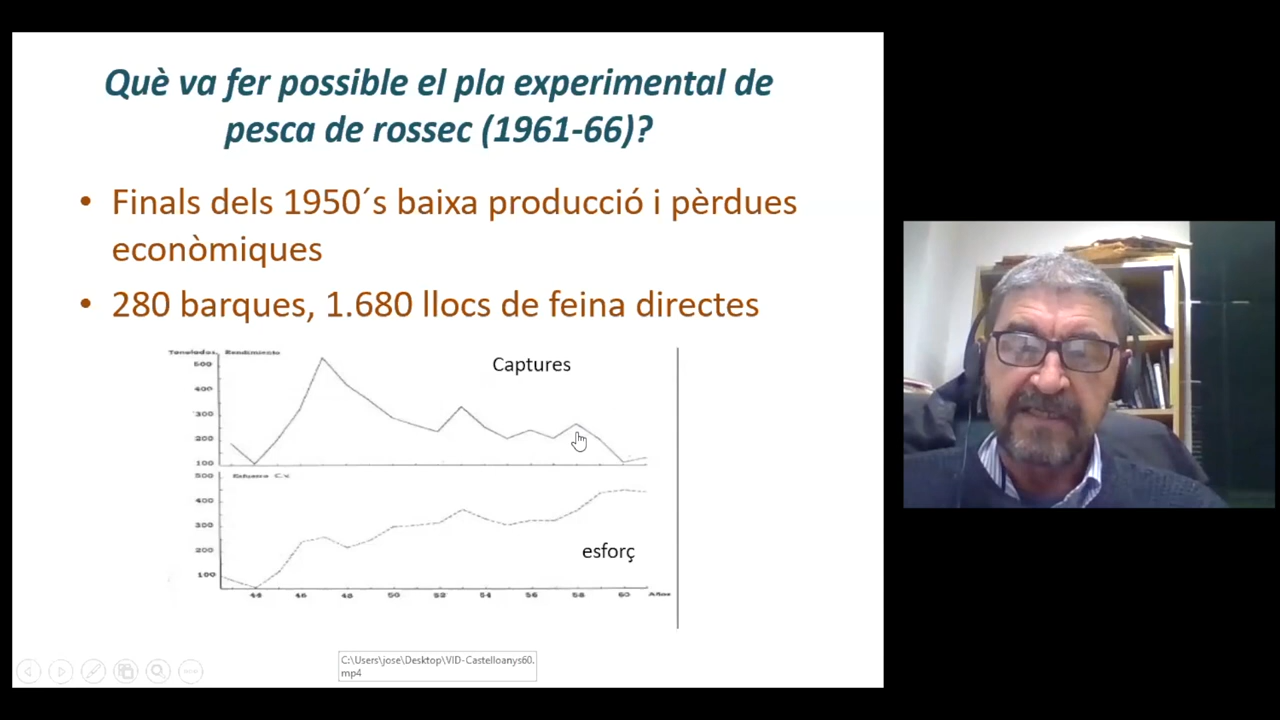 Què va fer possible el pla experimental de
pesca de rossec (1961-66)?
• Finals dels 1950´s baixa producció i pèrdues
econòmiques
• 280 barques, 1.680 llocs de feina directes
Toneladas. Rendimiento
500
Captures
400
300
200
100
500
Esfuerzo C.V.
400
300
200
esforç
100
44 46 48 50 52 54 56 58 60 Años
C:\Users\jose\Desktop\VID-Castelloanys60.
mp4